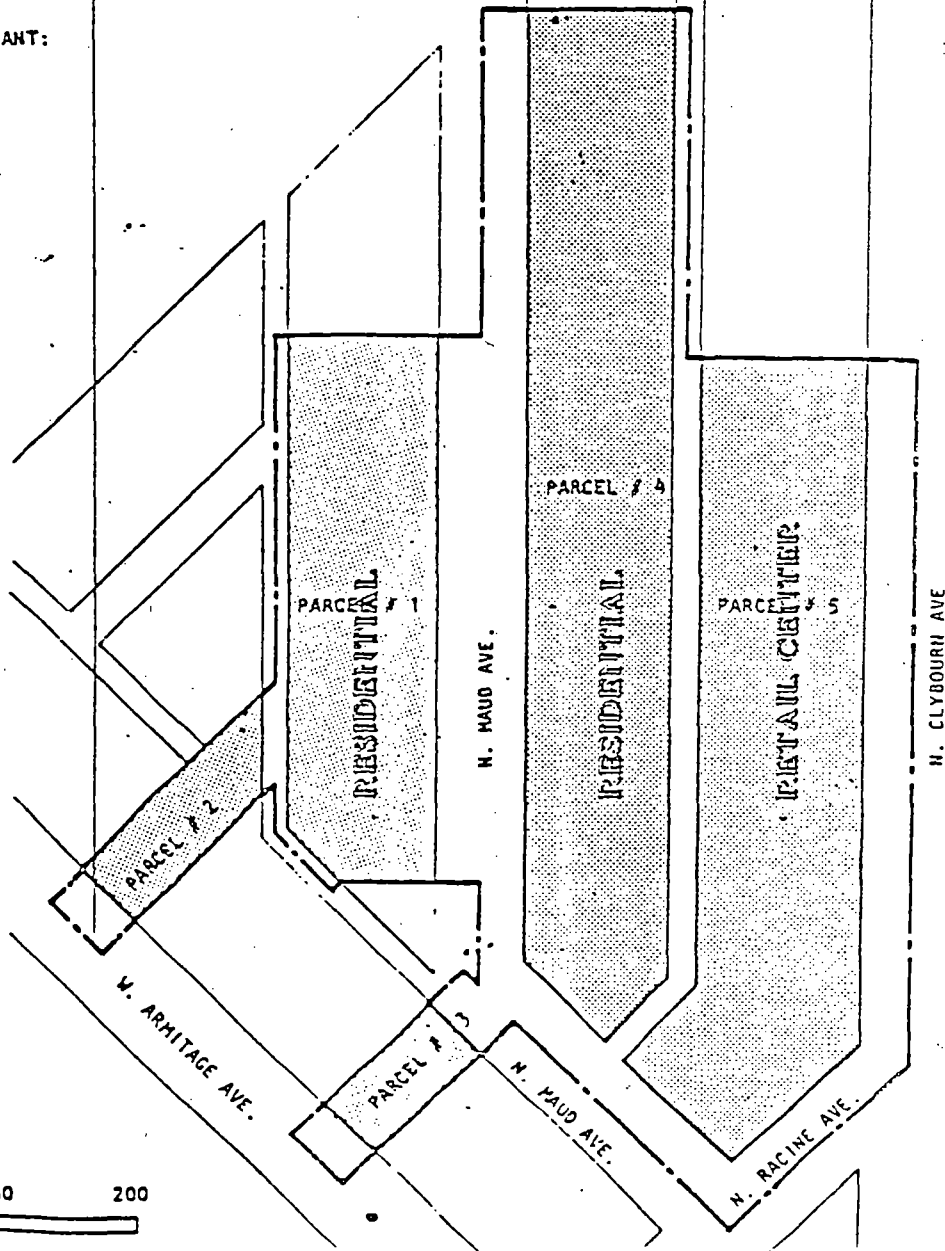 ANT:
PARCEL # 4
PARCEL # 1
RESIDENTIAL
N. MAUD AVE.
RESIDENTIAL
PARCEL # 5
RETAIL CENTER
N. CLYBOURN AVE
PARCEL # 2
W. ARMITAGE AVE.
PARCEL # 3
N. MAUD AVE.
N. RACINE AVE.
0 200